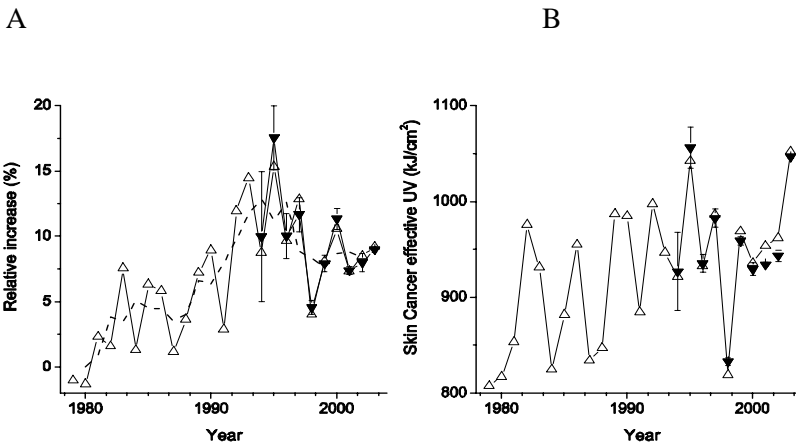 A
B
Relative increase (%)
20
15
10
5
0
1980
1990
2000
Year
Skin Cancer effective UV (kJ/cm²)
1100
1000
900
800
1980
1990
2000
Year